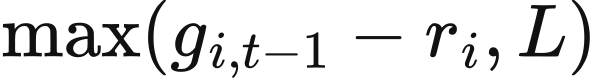 max(g_{i,t−1} − r_i, L)